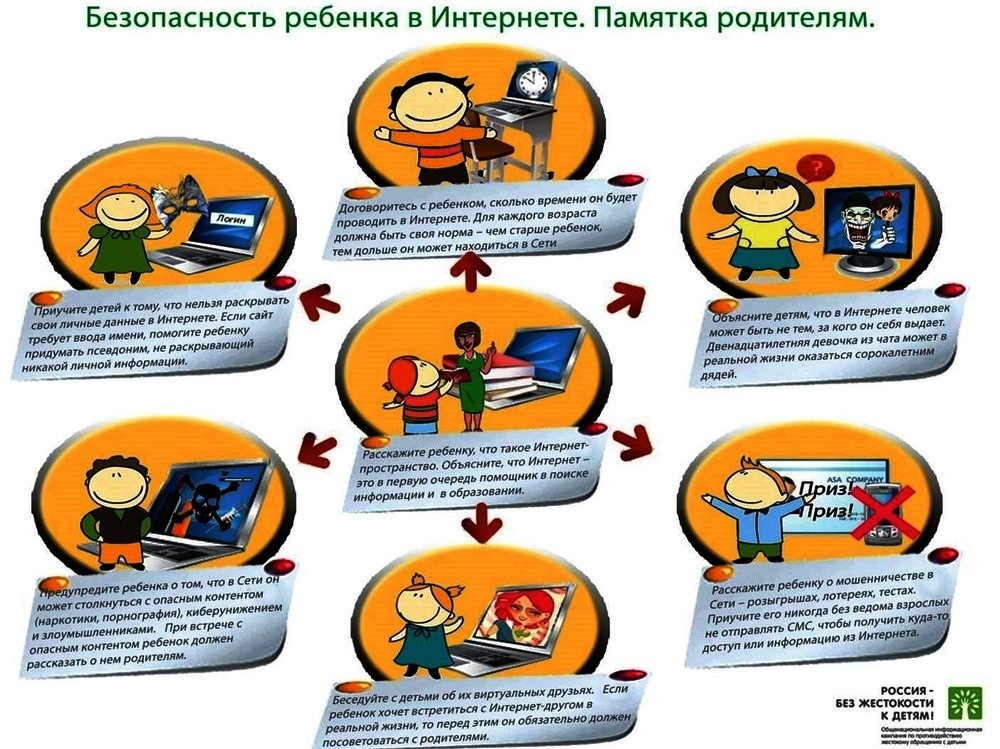 Безопасность ребенка в Интернете. Памятка родителям.
Договоритесь с ребенком, сколько времени он будет
проводить в Интернете. Для каждого возраста
должна быть своя норма – чем старше ребенок,
тем дольше он может находиться в Сети
Логин
Приучите детей к тому, что нельзя раскрывать
свои личные данные в Интернете. Если сайт
требует ввода имени, помогите ребенку
придумать псевдоним, не раскрывающий
никакой личной информации.
?
Объясните детям, что в Интернете человек
может быть не тем, за кого он себя выдает.
Двенадцатилетняя девочка из чата может в
реальной жизни оказаться сорокалетним
дядей.
Расскажите ребенку, что такое Интернет-
пространство. Объясните, что Интернет –
это в первую очередь помощник в поиске
информации и в образовании.
Предупредите ребенка о том, что в Сети он
может столкнуться с опасным контентом
(наркотики, порнография), киберунижением
и злоумышленниками. При встрече с
опасным контентом ребенок должен
рассказать о нем родителям.
ASA COMPANY
Приз!
Приз!
Расскажите ребенку о мошенничестве в
Сети – розыгрышах, лотереях, тестах.
Приучите его никогда без ведома взрослых
не отправлять СМС, чтобы получить куда-то
доступ или информацию из Интернета.
Беседуйте с детьми об их виртуальных друзьях. Если
ребенок хочет встретиться с Интернет-другом в
реальной жизни, то перед этим он обязательно должен
посоветоваться с родителями.
РОССИЯ -
БЕЗ ЖЕСТОКОСТИ
К ДЕТЯМ!
Общенациональная информационная
кампания по противодействию
жестокому обращению с детьми